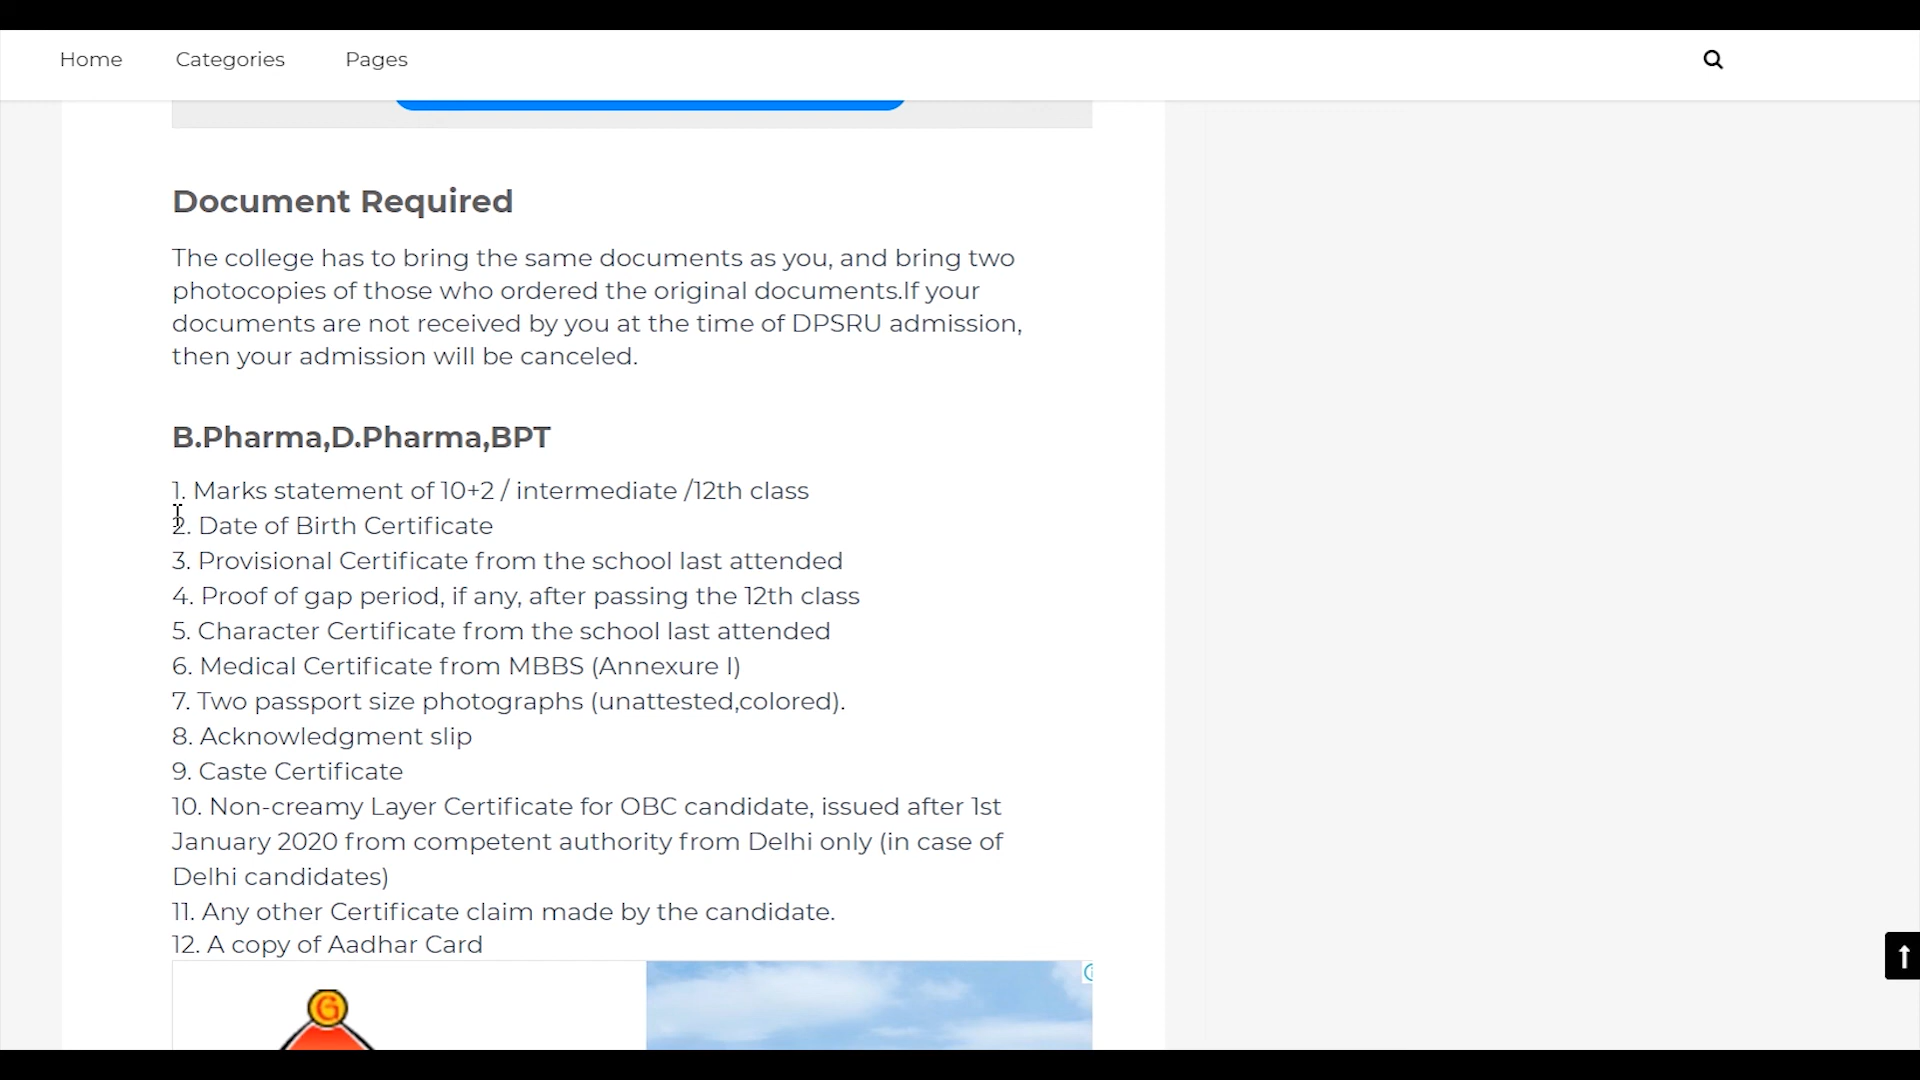 Home Categories Pages
Document Required
The college has to bring the same documents as you, and bring two
photocopies of those who ordered the original documents.If your
documents are not received by you at the time of DPSRU admission,
then your admission will be canceled.
B.Pharma,D.Pharma,BPT
1. Marks statement of 10+2 / intermediate /12th class
2. Date of Birth Certificate
3. Provisional Certificate from the school last attended
4. Proof of gap period, if any, after passing the 12th class
5. Character Certificate from the school last attended
6. Medical Certificate from MBBS (Annexure I)
7. Two passport size photographs (unattested,colored).
8. Acknowledgment slip
9. Caste Certificate
10. Non-creamy Layer Certificate for OBC candidate, issued after 1st
January 2020 from competent authority from Delhi only (in case of
Delhi candidates)
11. Any other Certificate claim made by the candidate.
12. A copy of Aadhar Card
G